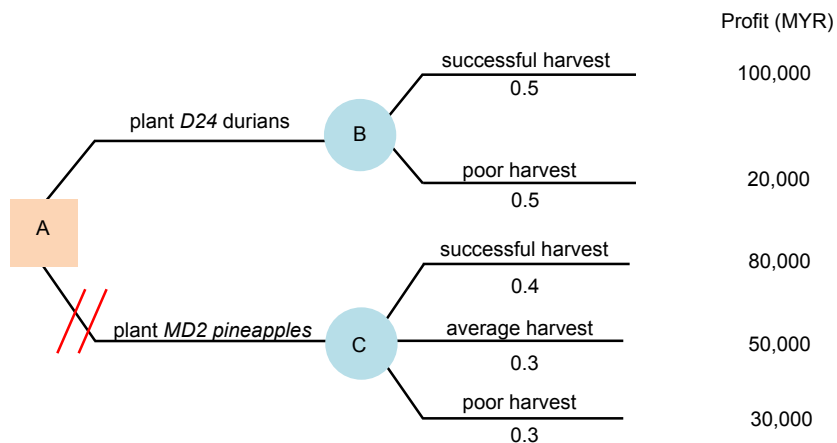 Profit (MYR)
successful harvest
100,000
0.5
plant D24 durians
B
poor harvest
20,000
0.5
A
successful harvest
80,000
0.4
plant MD2 pineapples
C
average harvest
50,000
0.3
poor harvest
30,000
0.3